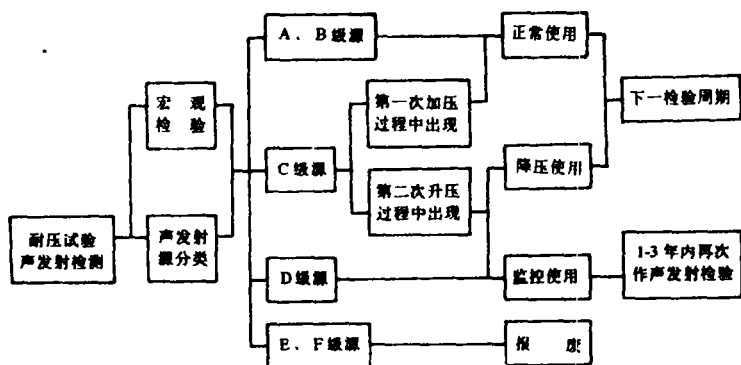 A、B级源
正常使用
宏 观
检 验
第一次加压
过程中出现
下一检验周期
C级源
第二次升压
过程中出现
降压使用
耐压试验
声发射检测
声发射
源分类
D级源
监控使用
1-3年内再次
作声发射检验
E、F级源
报 废